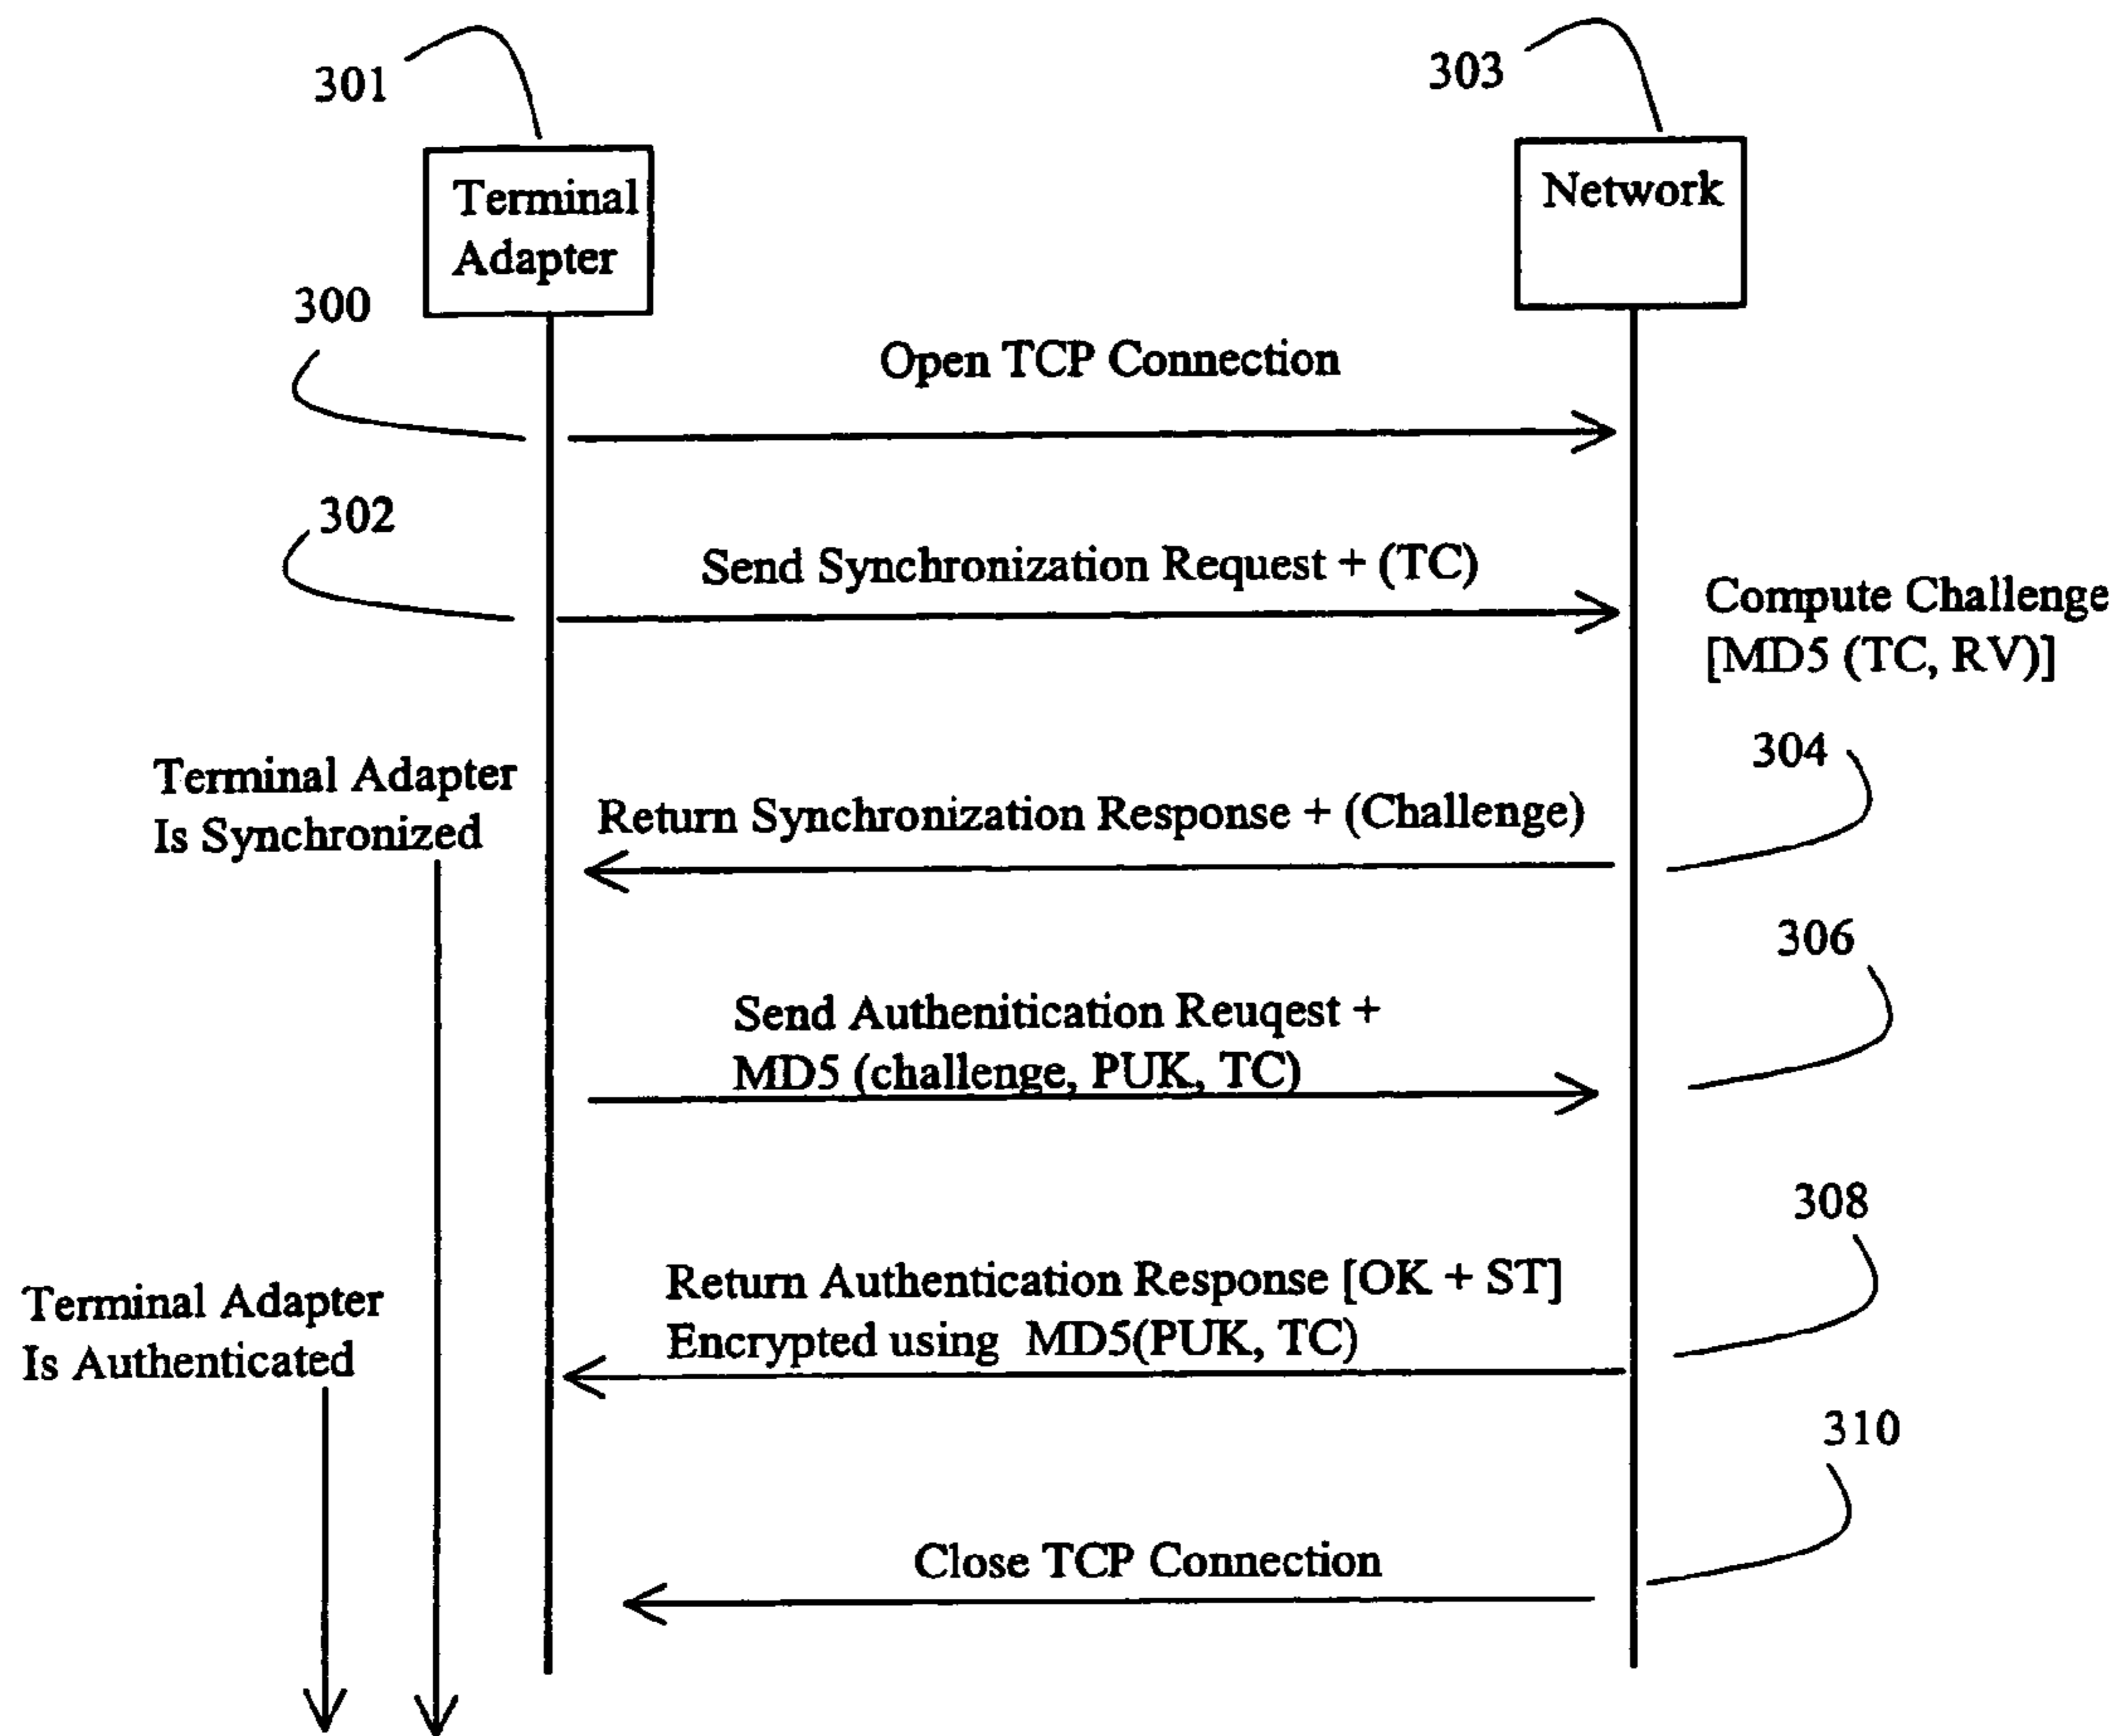 301
303
Terminal
Adapter
Network
300
Open TCP Connection
302
Send Synchronization Request + (TC)
Compute Challenge
[MD5 (TC, RV)]
304
Terminal Adapter
Is Synchronized
Return Synchronization Response + (Challenge)
306
Send Authenitication Reuqest +
MD5 (challenge, PUK, TC)
308
Return Authentication Response [OK + ST]
Encrypted using MD5(PUK, TC)
Terminal Adapter
Is Authenticated
310
Close TCP Connection